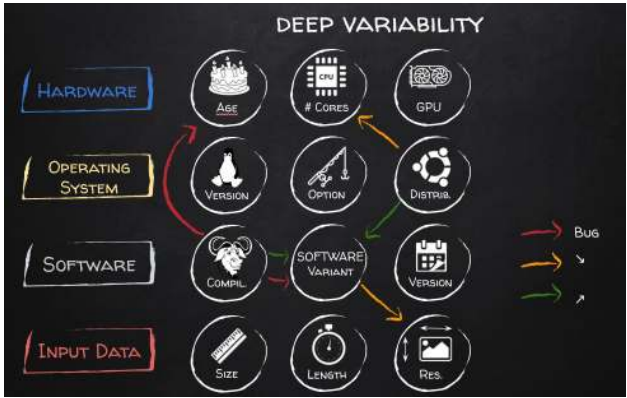 DEEP VARIABILITY
HARDWARE
AGE
CPU
# CORES
GPU
OPERATING
SYSTEM
VERSION
OPTION
DISTRIB.
SOFTWARE
COMPIL.
SOFTWARE
VARIANT
VERSION
BUG
↘
↗
INPUT DATA
SIZE
LENGTH
RES.